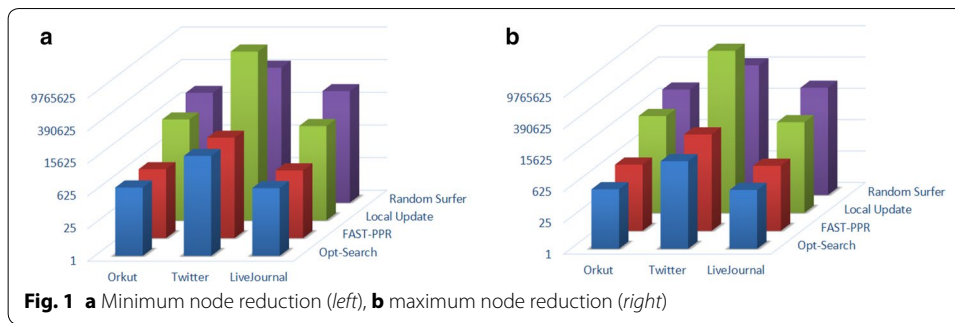 a
9765625
390625
15625
625
25
1
Random Surfer
Local Update
FAST-PPR
Opt-Search
Orkut Twitter LiveJournal
b
9765625
390625
15625
625
25
1
Random Surfer
Local Update
FAST-PPR
Opt-Search
Orkut Twitter LiveJournal
Fig. 1 a Minimum node reduction (left), b maximum node reduction (right)